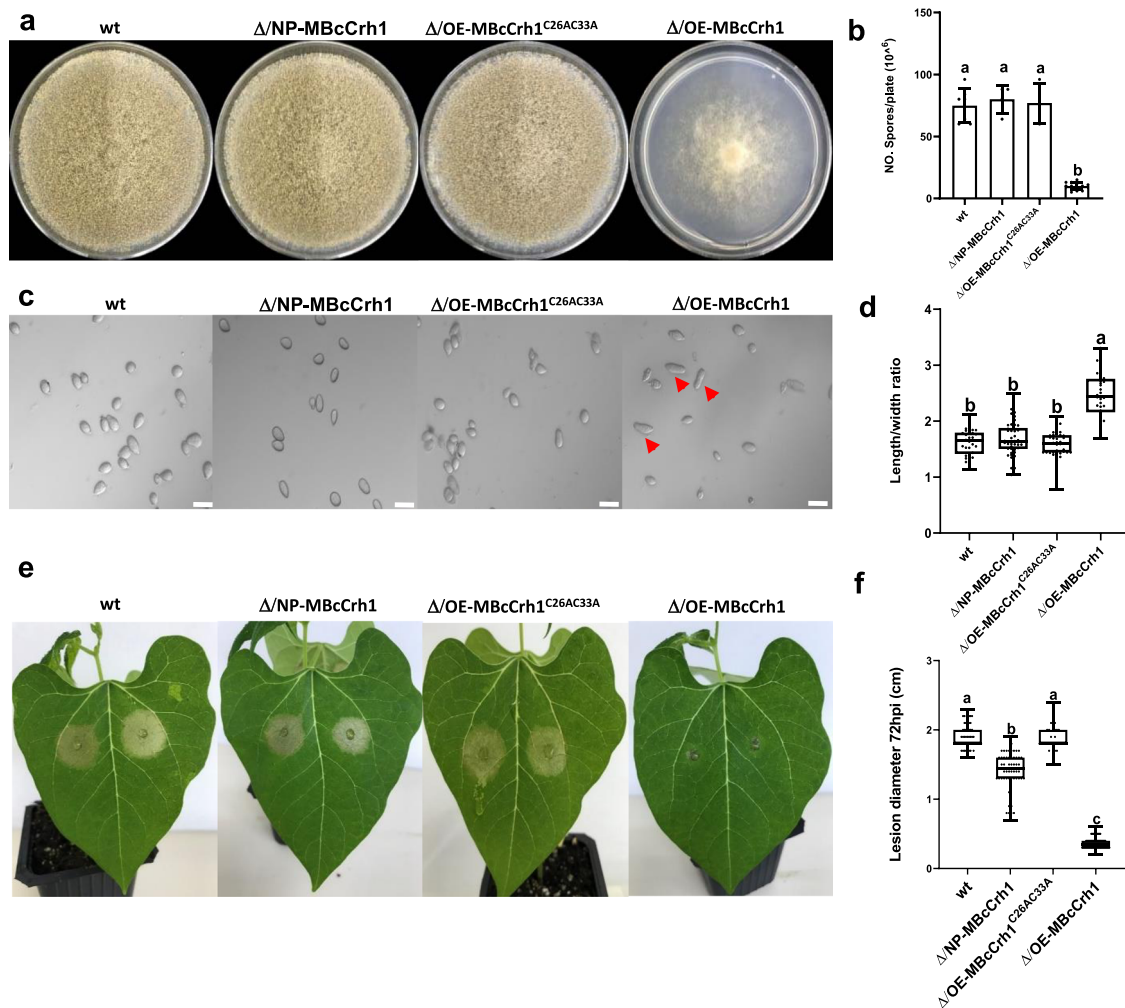 a
wt
Δ/NP-MBcCrh1
Δ/OE-MBcCrh1C26AC33A
Δ/OE-MBcCrh1
b
NO. Spores/plate (10^6)
150
100
50
0
a
a
a
b
wt
Δ/NP-MBcCrh1
Δ/OE-MBcCrh1C26AC33A
Δ/OE-MBcCrh1
c
wt
Δ/NP-MBcCrh1
Δ/OE-MBcCrh1C26AC33A
Δ/OE-MBcCrh1
d
Length/width ratio
4
3
2
1
0
b
b
b
a
wt
Δ/NP-MBcCrh1
Δ/OE-MBcCrh1C26AC33A
Δ/OE-MBcCrh1
e
wt
Δ/NP-MBcCrh1
Δ/OE-MBcCrh1C26AC33A
Δ/OE-MBcCrh1
f
Lesion diameter 72hpi (cm)
3
2
1
0
a
b
a
c
wt
Δ/NP-MBcCrh1
Δ/OE-MBcCrh1C26AC33A
Δ/OE-MBcCrh1